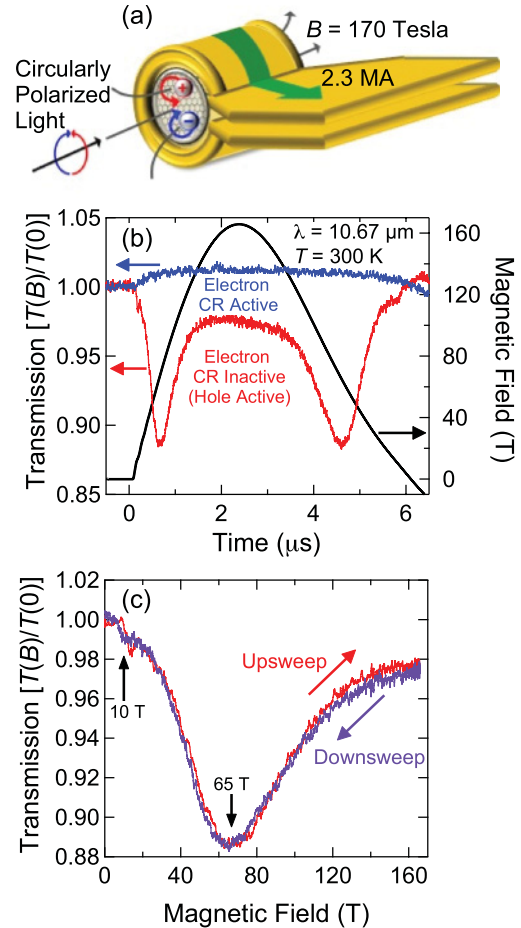 (a)
B = 170 Tesla
Circularly
Polarized
Light
2.3 MA
+
−
(b)
λ = 10.67 μm
T = 300 K
Electron
CR Active
Electron
CR Inactive
(Hole Active)
Transmission [T(B)/T(0)]
1.05
1.00
0.95
0.90
0.85
Magnetic Field (T)
160
120
80
40
0
0 2 4 6
Time (μs)
(c)
Upsweep
Downsweep
10 T
65 T
Transmission [T(B)/T(0)]
1.02
1.00
0.98
0.96
0.94
0.92
0.90
0.88
0 40 80 120 160
Magnetic Field (T)